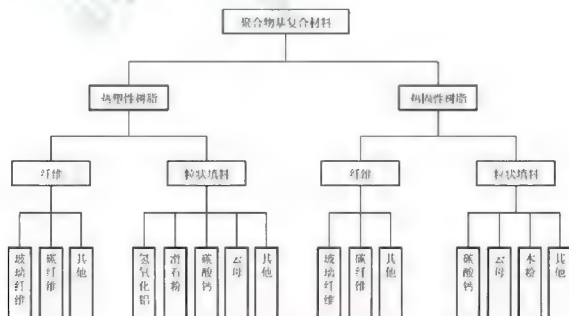 聚合物基复合材料
热塑性树脂
热固性树脂
纤维
粒状填料
纤维
粒状填料
玻璃纤维
碳纤维
其他
氢氧化铝
滑石粉
碳酸钙
云母
其他
玻璃纤维
碳纤维
其他
碳酸钙
云母
木粉
其他